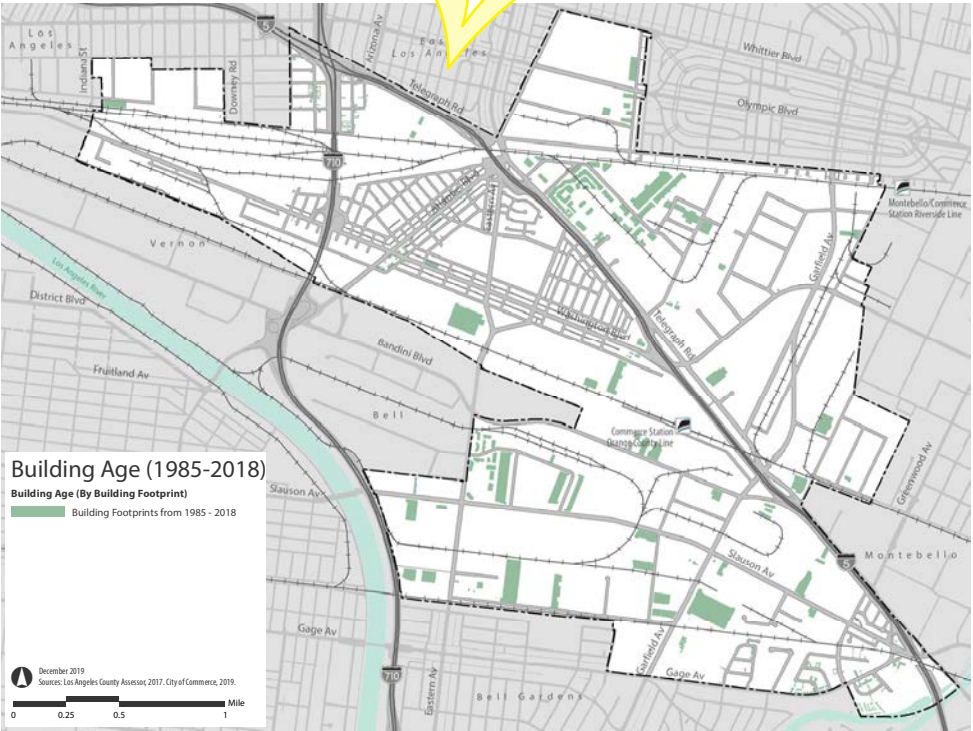 Los
Angeles
Indiana St
Downey Rd
5
Arizona Av
East
Los Angeles
Telegraph Rd
Whittier Blvd
Olympic Blvd
710
Atlantic Blvd
Eastern Av
Montebello/Commerce
Station Riverside Line
Garfield Av
Vernon
Los Angeles River
District Blvd
Washington Blvd
Telegraph Rd
Bandini Blvd
Fruitland Av
Bell
Commerce Station
Orange County Line
Greenwood Av
Slauson Av
Montebello
Slauson Av
5
Gage Av
Garfield Av
Gage Av
710
Eastern Av
Bell Gardens
Building Age (1985-2018)
Building Age (By Building Footprint)
Building Footprints from 1985 - 2018
December 2019
Sources: Los Angeles County Assessor, 2017. City of Commerce, 2019.
Mile
0 0.25 0.5 1